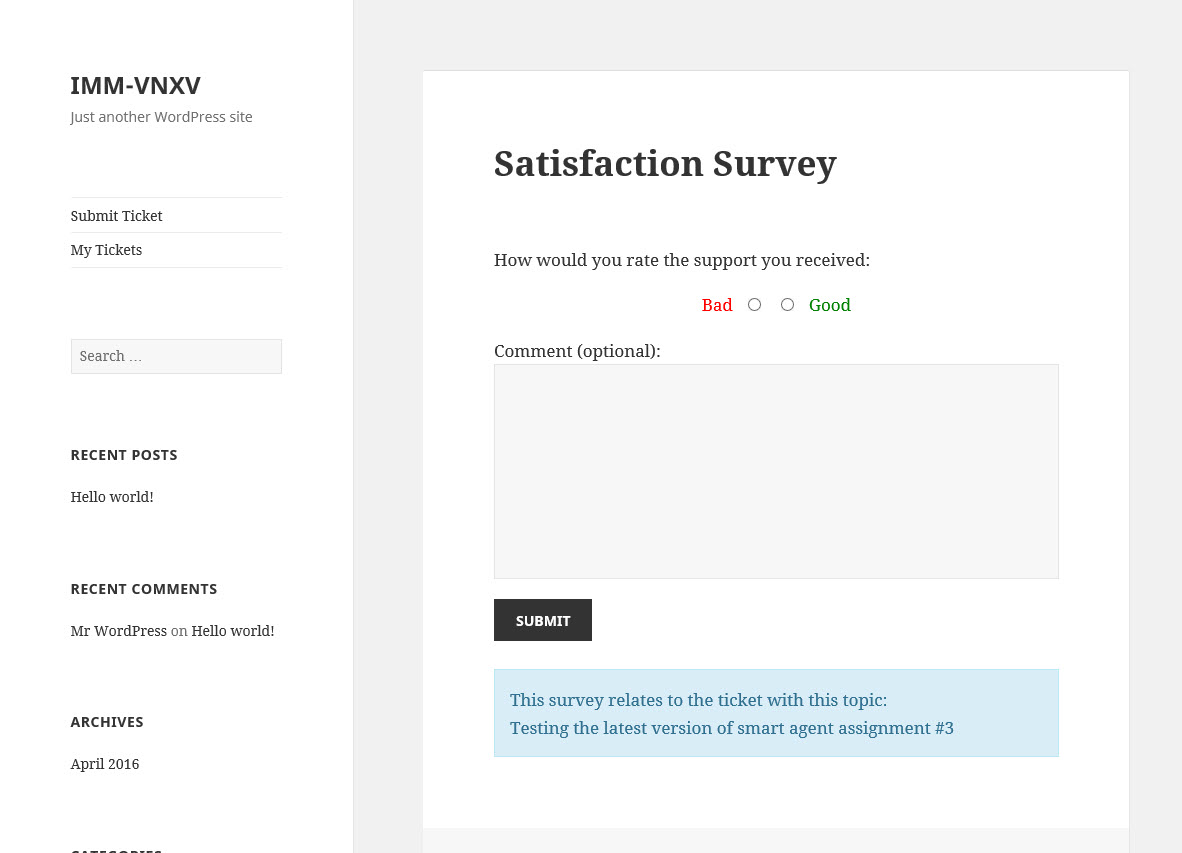 IMM-VNXV
Just another WordPress site
Submit Ticket
My Tickets
Search …
RECENT POSTS
Hello world!
RECENT COMMENTS
Mr WordPress on Hello world!
ARCHIVES
April 2016
CATEGORIES
Satisfaction Survey
How would you rate the support you received:
Bad Good
Comment (optional):
SUBMIT
This survey relates to the ticket with this topic:
Testing the latest version of smart agent assignment #3